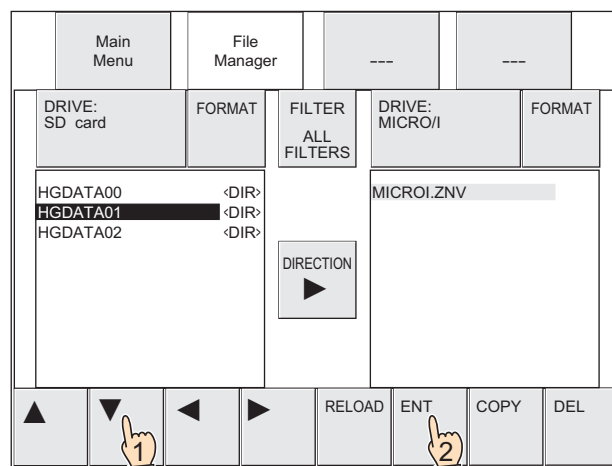 Main
Menu
File
Manager
---
---
DRIVE:
SD card
FORMAT
FILTER
ALL
FILTERS
DRIVE:
MICRO/I
FORMAT
HGDATA00 <DIR>
HGDATA01 <DIR>
HGDATA02 <DIR>
MICROI.ZNV
DIRECTION
RELOAD
ENT
COPY
DEL
1
2